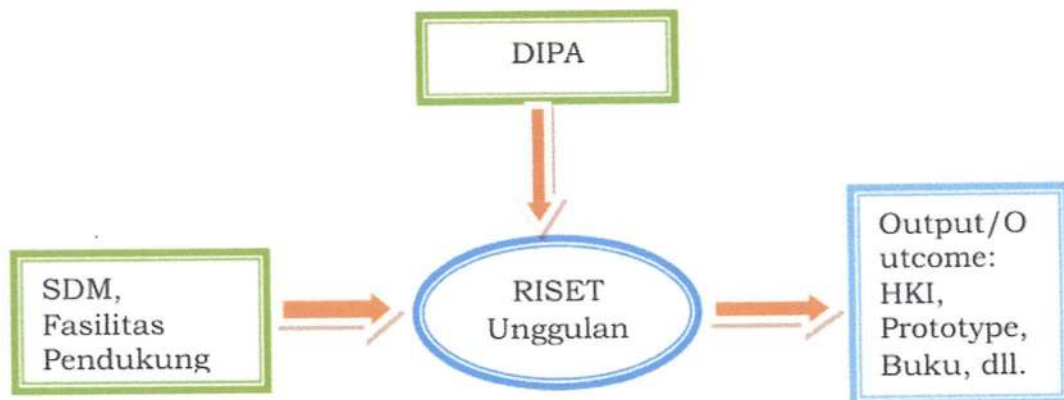 DIPA
SDM,
Fasilitas
Pendukung
RISET
Unggulan
Output/O
utcome:
HKI,
Prototype,
Buku, dll.